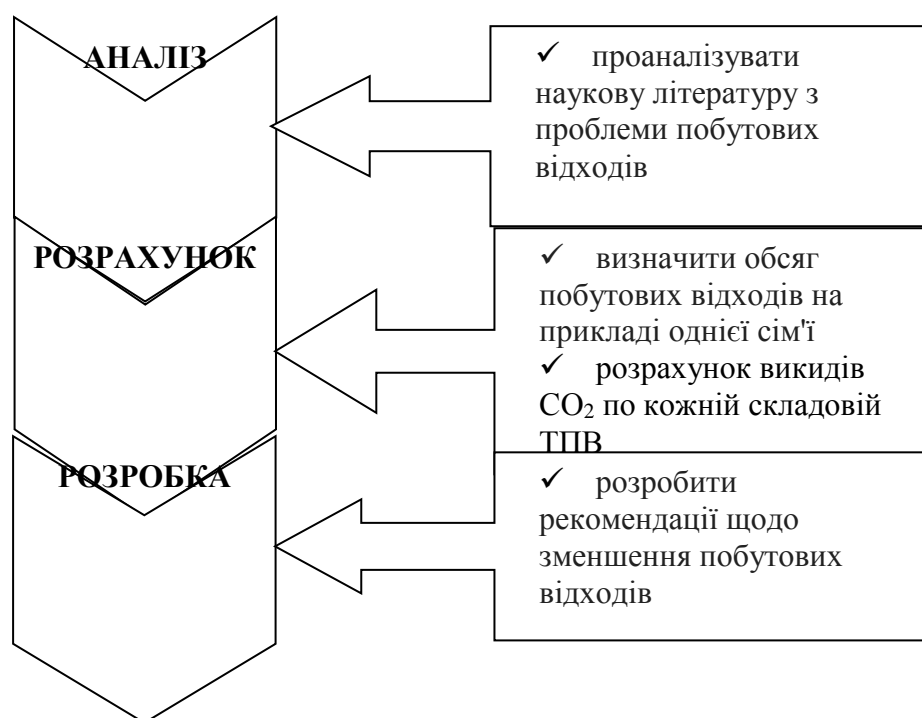 АНАЛІЗ
✓ проаналізувати
наукову літературу з
проблеми побутових
відходів
РОЗРАХУНОК
✓ визначити обсяг
побутових відходів на
прикладі однієї сім'ї
✓ розрахунок викидів
CO₂ по кожній складовій
ТПВ
РОЗРОБКА
✓ розробити
рекомендації щодо
зменшення побутових
відходів